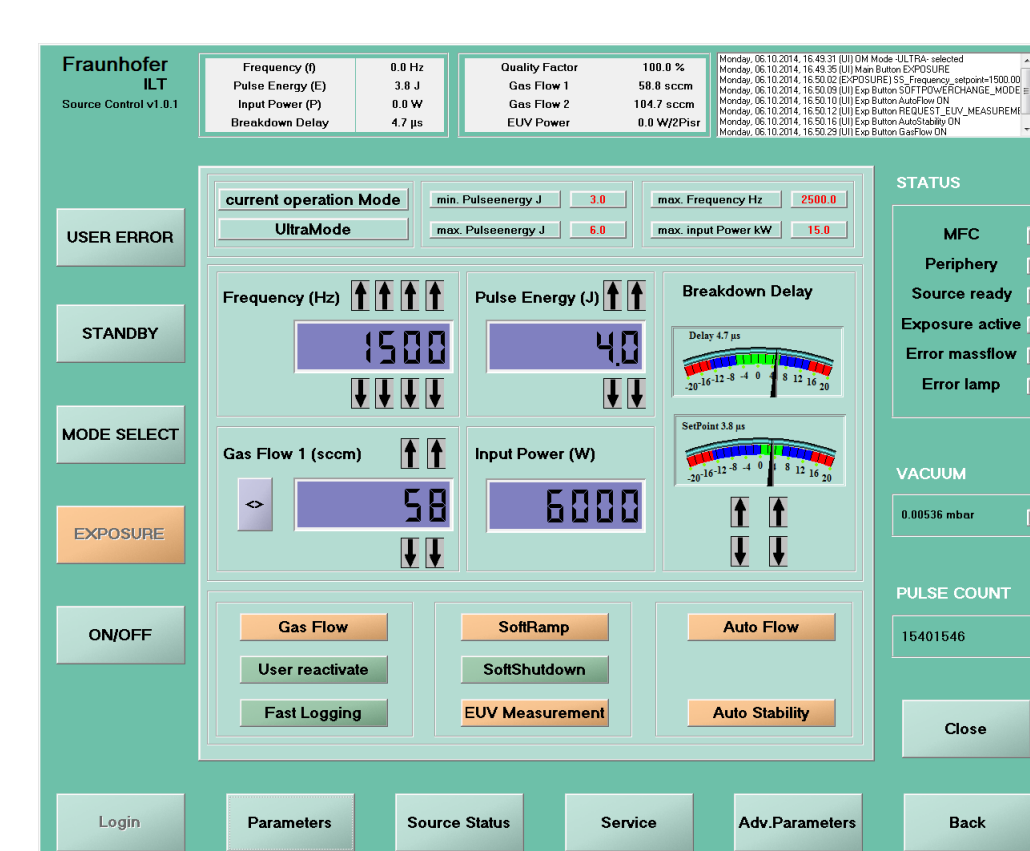 Fraunhofer
ILT
Source Control v1.0.1
Frequency (f) 0.0 Hz
Pulse Energy (E) 3.8 J
Input Power (P) 0.0 W
Breakdown Delay 4.7 µs
Quality Factor 100.0 %
Gas Flow 1 58.8 sccm
Gas Flow 2 104.7 sccm
EUV Power 0.0 W/2Pisr
Monday, 06.10.2014, 16.49.31 (UI) OM Mode -ULTRA- selected
Monday, 06.10.2014, 16.49.35 (UI) Main Button EXPOSURE
Monday, 06.10.2014, 16.50.02 (EXPOSURE) SS_Frequency_setpoint=1500.00
Monday, 06.10.2014, 16.50.09 (UI) Exp Button SOFTPOWERCHANGE_MODE
Monday, 06.10.2014, 16.50.10 (UI) Exp Button AutoFlow ON
Monday, 06.10.2014, 16.50.12 (UI) Exp Button REQUEST_EUV_MEASUREME
Monday, 06.10.2014, 16.50.16 (UI) Exp Button AutoStability ON
Monday, 06.10.2014, 16.50.29 (UI) Exp Button GasFlow ON
USER ERROR
STANDBY
MODE SELECT
EXPOSURE
ON/OFF
current operation Mode
UltraMode
min. Pulseenergy J 3.0
max. Pulseenergy J 6.0
max. Frequency Hz 2500.0
max. input Power kW 15.0
Frequency (Hz)
1500
Pulse Energy (J)
4.0
Breakdown Delay
Delay 4.7 µs
-20 -16 -12 -8 -4 0 4 8 12 16 20
SetPoint 3.8 µs
-20 -16 -12 -8 -4 0 4 8 12 16 20
Gas Flow 1 (sccm)
<>
58
Input Power (W)
6000
Gas Flow
User reactivate
Fast Logging
SoftRamp
SoftShutdown
EUV Measurement
Auto Flow
Auto Stability
STATUS
MFC
Periphery
Source ready
Exposure active
Error massflow
Error lamp
VACUUM
0.00536 mbar
PULSE COUNT
15401546
Close
Login
Parameters
Source Status
Service
Adv.Parameters
Back